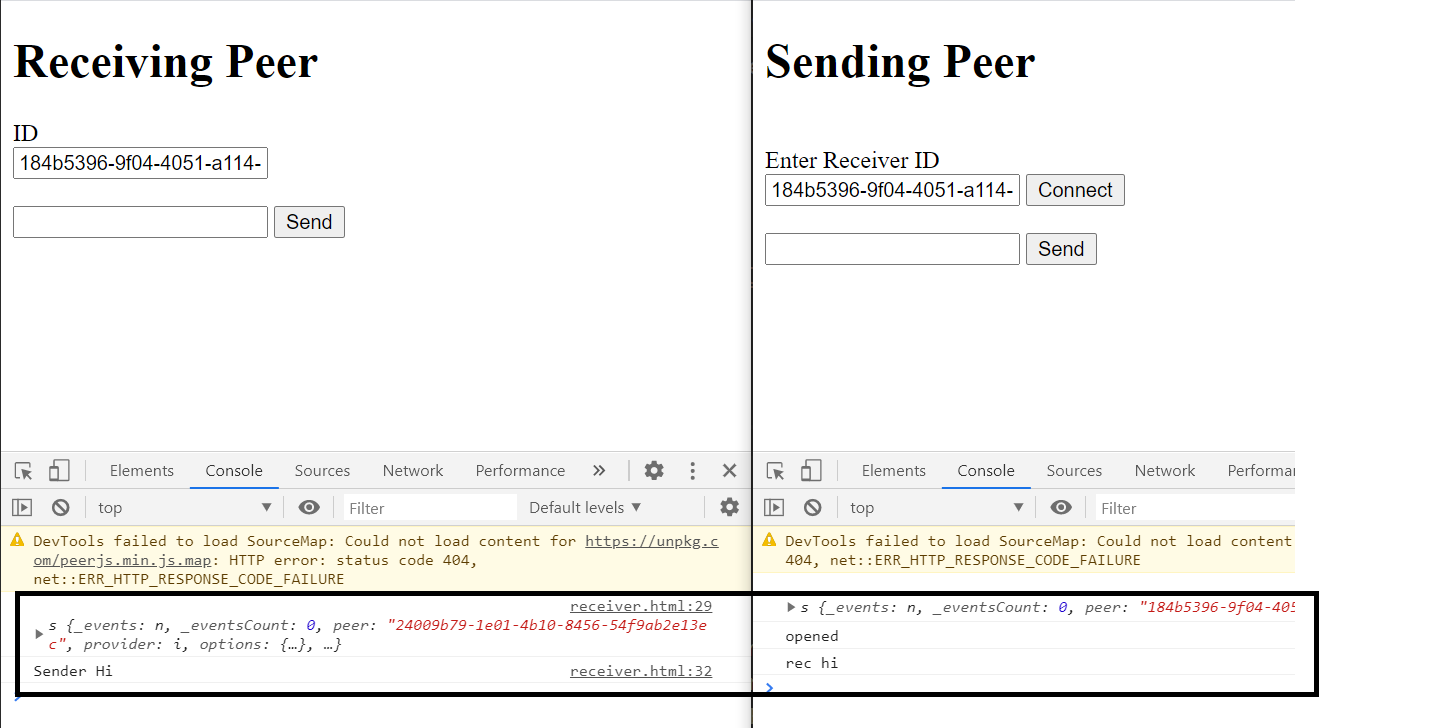 Receiving Peer
ID
184b5396-9f04-4051-a114-
Send
Elements Console Sources Network Performance
top Filter Default levels
DevTools failed to load SourceMap: Could not load content for https://unpkg.c
om/peerjs.min.js.map: HTTP error: status code 404,
net::ERR_HTTP_RESPONSE_CODE_FAILURE
receiver.html:29
s {_events: n, _eventsCount: 0, peer: "24009b79-1e01-4b10-8456-54f9ab2e13e
c", provider: i, options: {…}, …}
Sender Hi receiver.html:32
Sending Peer
Enter Receiver ID
184b5396-9f04-4051-a114- Connect
Send
Elements Console Sources Network Performa
top Filter
DevTools failed to load SourceMap: Could not load content
404, net::ERR_HTTP_RESPONSE_CODE_FAILURE
s {_events: n, _eventsCount: 0, peer: "184b5396-9f04-405
opened
rec hi